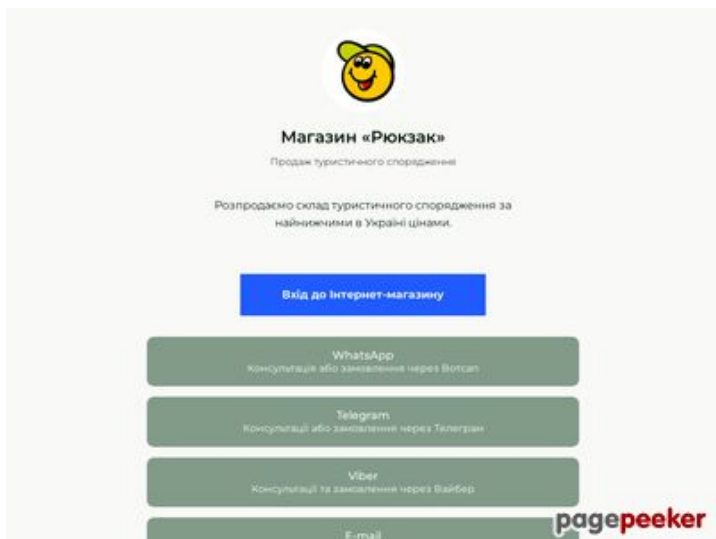 Магазин «Рюкзак»
Продаж туристичного спорядження
Розпродаємо склад туристичного спорядження за
найнижчими в Україні цінами.
Вхід до Інтернет-магазину
WhatsApp
Консультація або замовлення через Вотсап
Telegram
Консультації або замовлення через Телеграм
Viber
Консультації та замовлення через Вайбер
E-mail
pagepeeker